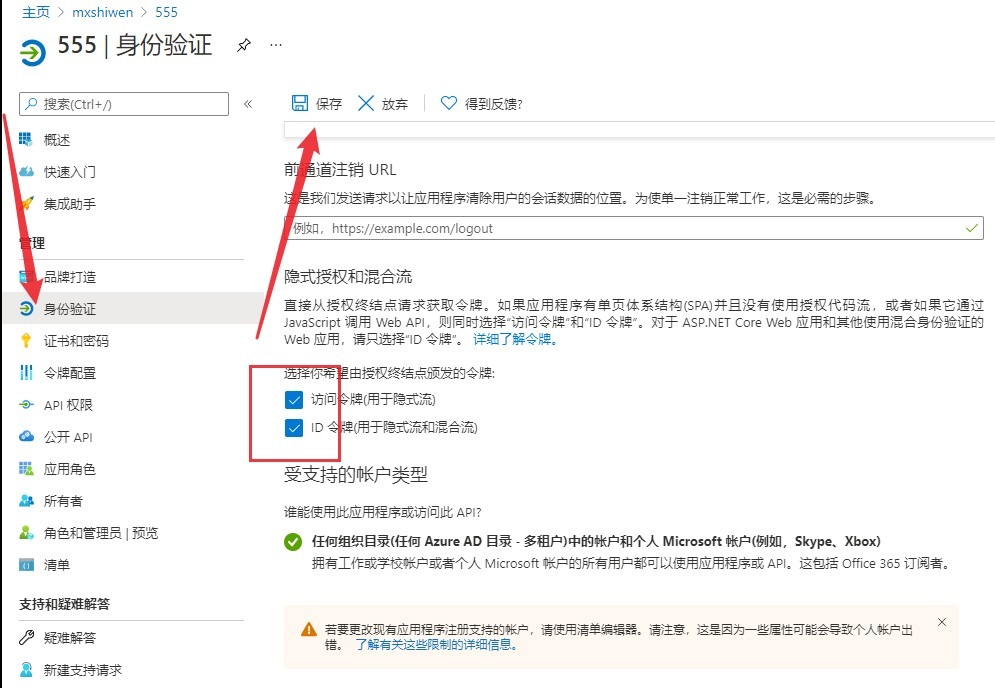 主页 > mxshiwen > 555
555 | 身份验证
搜索(Ctrl+/)
概述
快速入门
集成助手
管理
品牌打造
身份验证
证书和密码
令牌配置
API 权限
公开 API
应用角色
所有者
角色和管理员 | 预览
清单
支持和疑难解答
疑难解答
新建支持请求
保存
放弃
得到反馈?
前通道注销 URL
这是我们发送请求以让应用程序清除用户的会话数据的位置。为使单一注销正常工作，这是必需的步骤。
例如，https://example.com/logout
隐式授权和混合流
直接从授权终结点请求获取令牌。如果应用程序有单页体系结构(SPA)并且没有使用授权代码流，或者如果它通过
JavaScript 调用 Web API，则同时选择“访问令牌”和“ID 令牌”。对于 ASP.NET Core Web 应用和其他使用混合身份验证的
Web 应用，请只选择“ID 令牌”。 详细了解令牌。
选择你希望由授权终结点颁发的令牌:
访问令牌(用于隐式流)
ID 令牌(用于隐式流和混合流)
受支持的帐户类型
谁能使用此应用程序或访问此 API?
任何组织目录(任何 Azure AD 目录 - 多租户)中的帐户和个人 Microsoft 帐户(例如，Skype、Xbox)
拥有工作或学校帐户或者个人 Microsoft 帐户的所有用户都可以使用应用程序或 API。这包括 Office 365 订阅者。
若要更改现有应用程序注册支持的帐户，请使用清单编辑器。请注意，这是因为一些属性可能会导致个人帐户出
错。 了解有关这些限制的详细信息。